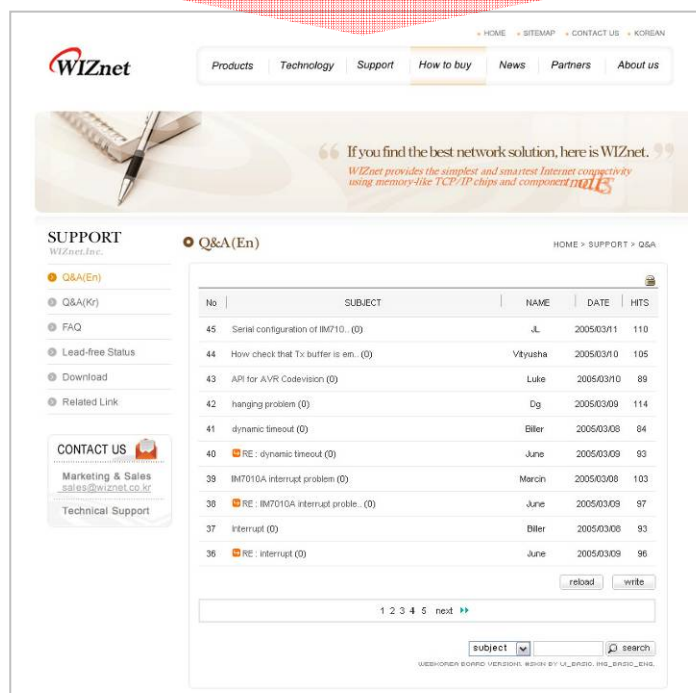 HOME SITEMAP CONTACT US KOREAN
WIZnet
Products Technology Support How to buy News Partners About us
“ If you find the best network solution, here is WIZnet. ”
WIZnet provides the simplest and smartest Internet connectivity
using memory-like TCP/IP chips and component
SUPPORT
WIZnet.Inc.
Q&A(En)
Q&A(Kr)
FAQ
Lead-free Status
Download
Related Link
CONTACT US
Marketing & Sales
sales@wiznet.co.kr
Technical Support
Q&A(En)
HOME > SUPPORT > Q&A
No SUBJECT NAME DATE HITS
45 Serial configuration of IIM710.. (0) JL 2005/03/11 110
44 How check that Tx buffer is em.. (0) Vityusha 2005/03/10 105
43 API for AVR Codevision (0) Luke 2005/03/10 89
42 hanging problem (0) Dg 2005/03/09 114
41 dynamic timeout (0) Biller 2005/03/08 84
40 RE : dynamic timeout (0) June 2005/03/09 93
39 IIM7010A interrupt problem (0) Marcin 2005/03/08 103
38 RE : IIM7010A interrupt proble.. (0) June 2005/03/09 97
37 interrupt (0) Biller 2005/03/08 93
36 RE : interrupt (0) June 2005/03/09 96
reload write
1 2 3 4 5 next
subject search
BOARD SKIN BY UI_BASIC.